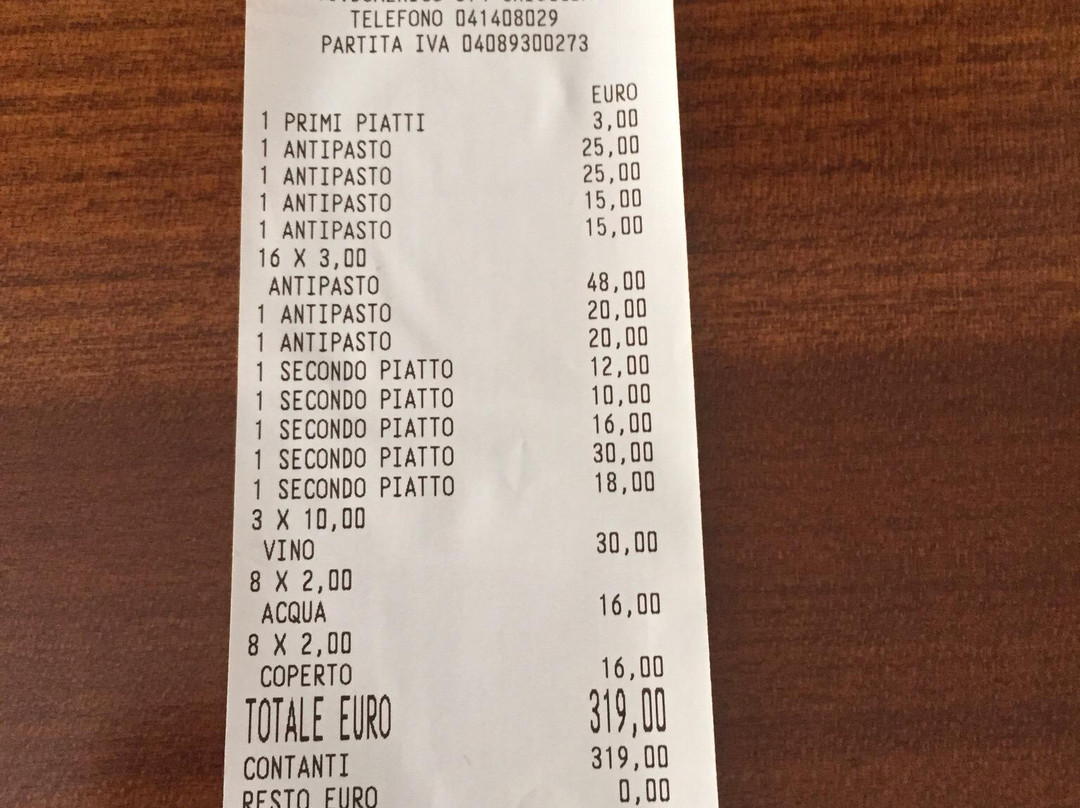 TELEFONO 041408029
PARTITA IVA 04089300273
EURO
1 PRIMI PIATTI 3,00
1 ANTIPASTO 25,00
1 ANTIPASTO 25,00
1 ANTIPASTO 15,00
1 ANTIPASTO 15,00
16 X 3,00
ANTIPASTO 48,00
1 ANTIPASTO 20,00
1 ANTIPASTO 20,00
1 SECONDO PIATTO 12,00
1 SECONDO PIATTO 10,00
1 SECONDO PIATTO 16,00
1 SECONDO PIATTO 30,00
1 SECONDO PIATTO 18,00
3 X 10,00
VINO 30,00
8 X 2,00
ACQUA 16,00
8 X 2,00
COPERTO 16,00
TOTALE EURO 319,00
CONTANTI 319,00
RESTO EURO 0,00